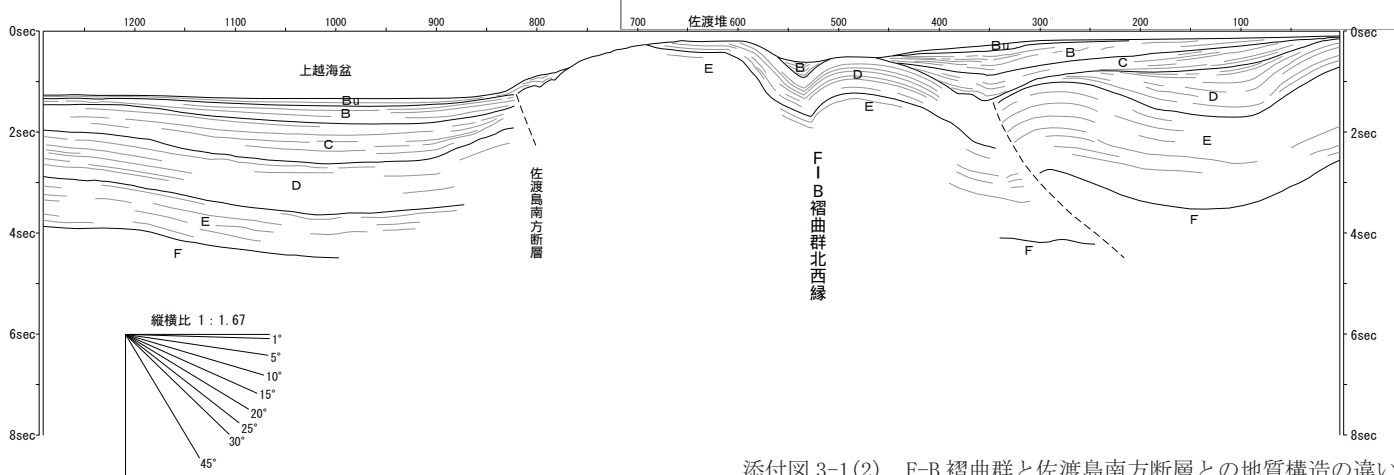 1200 1100 1000 900 800 700 佐渡堆 600 500 400 300 200 100
0sec 0sec
上越海盆
Bu B C D E F
E B D E
Bu B C D E F F
2sec 2sec
佐渡島南方断層
F-B褶曲群北西縁
4sec 4sec
縦横比 1：1.67
6sec 6sec
1°
5°
10°
15°
20°
25°
30°
45°
8sec 8sec
添付図 3-1(2) F-B 褶曲群と佐渡島南方断層との地質構造の違い